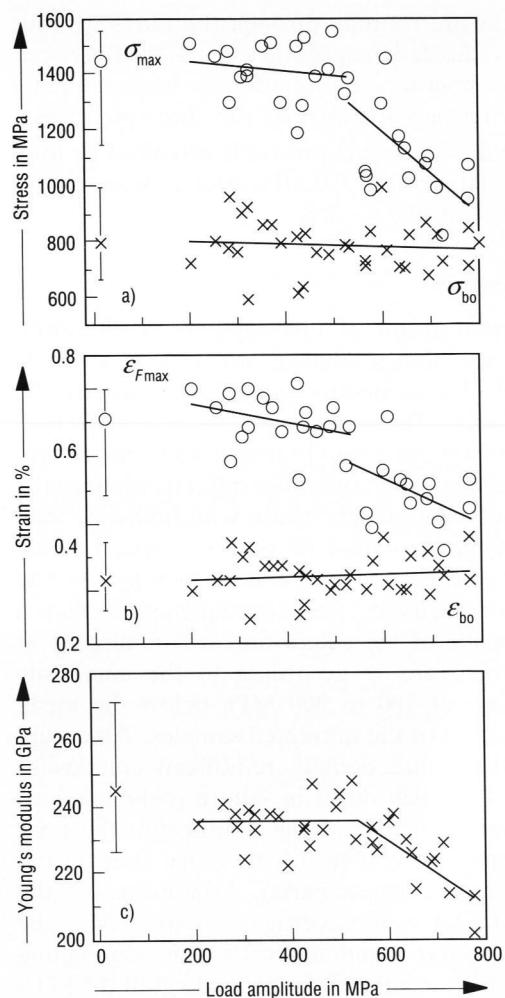 1600
1400
1200
1000
800
600
Stress in MPa
σmax
σbo
a)
0.8
0.6
0.4
0.2
Strain in %
εFmax
εbo
b)
280
260
240
220
200
Young's modulus in GPa
c)
0 200 400 600 800
Load amplitude in MPa